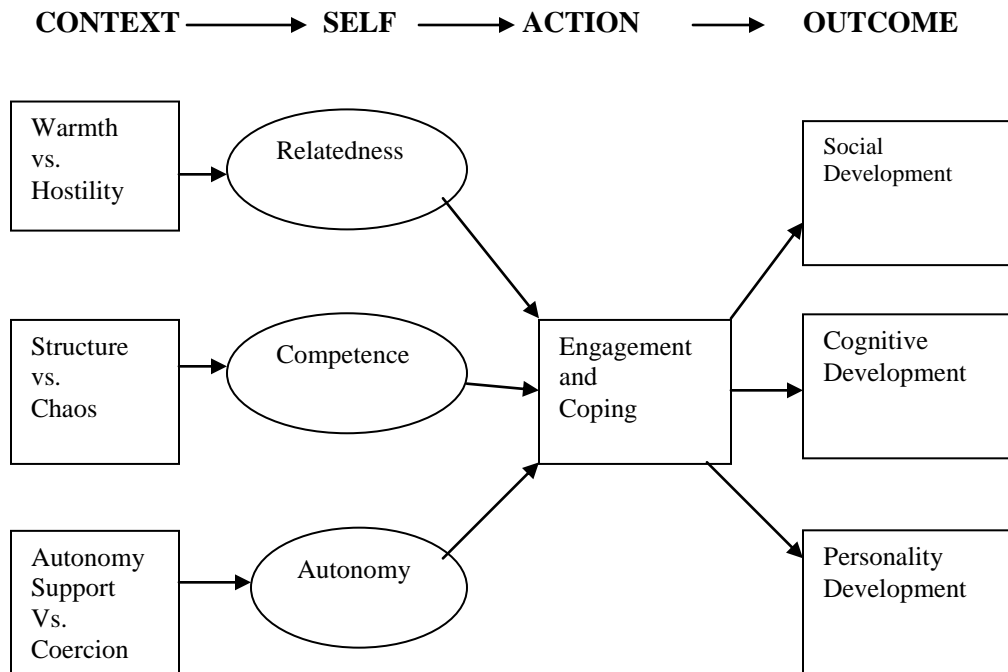 CONTEXT SELF ACTION OUTCOME
Warmth
vs.
Hostility
Relatedness
Social
Development
Structure
vs.
Chaos
Competence
Engagement
and
Coping
Cognitive
Development
Autonomy
Support
Vs.
Coercion
Autonomy
Personality
Development